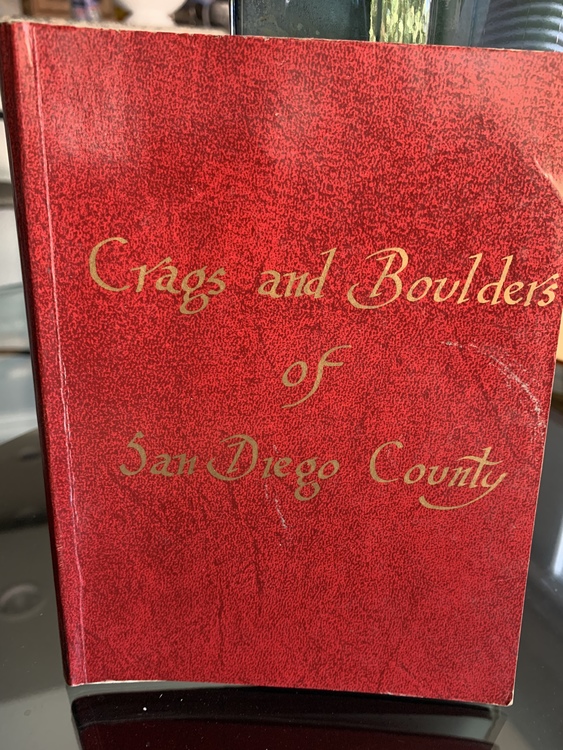 Crags and Boulders
of
San Diego County